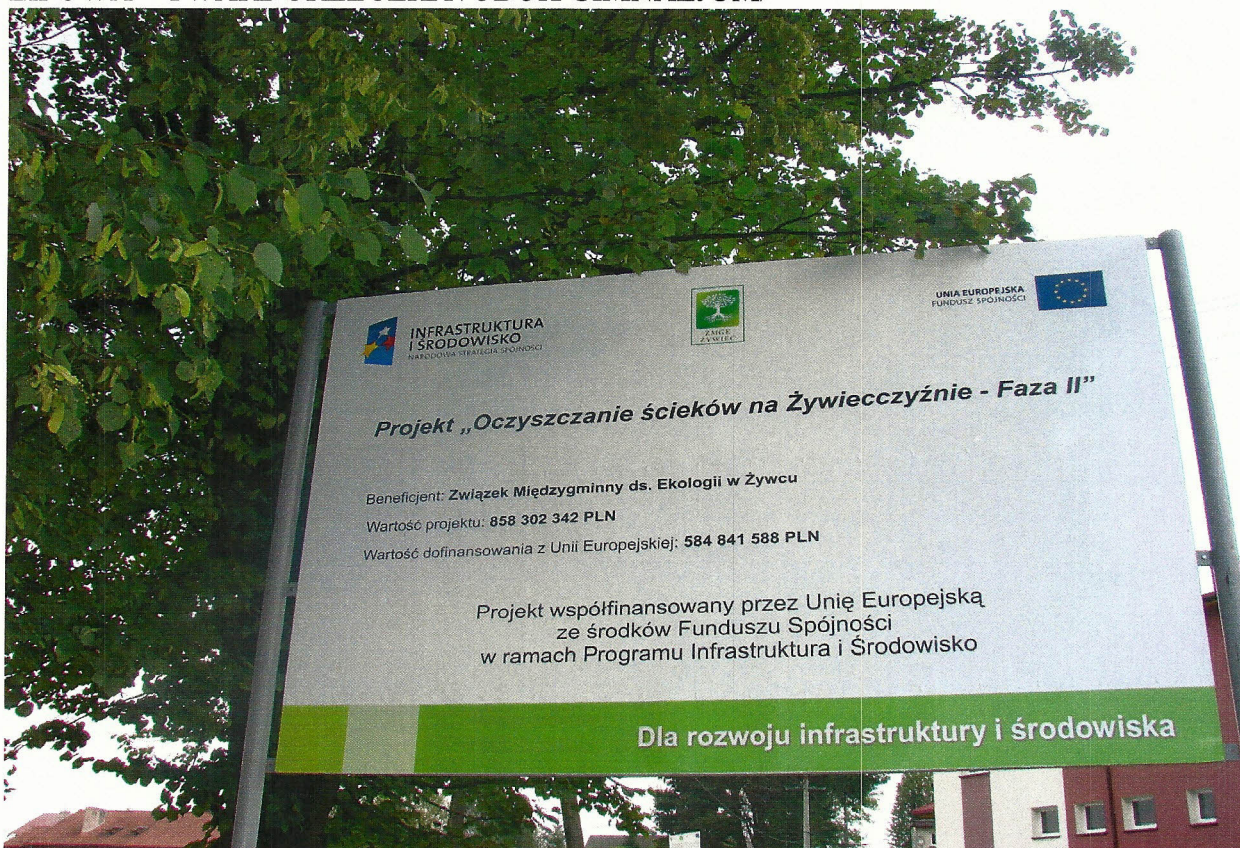 INFRASTRUKTURA
I ŚRODOWISKO
NARODOWA STRATEGIA SPÓJNOŚCI
ZMGE
ŻYWIEC
UNIA EUROPEJSKA
FUNDUSZ SPÓJNOŚCI
Projekt „Oczyszczanie ścieków na Żywiecczyźnie - Faza II”
Beneficjent: Związek Międzygminny ds. Ekologii w Żywcu
Wartość projektu: 858 302 342 PLN
Wartość dofinansowania z Unii Europejskiej: 584 841 588 PLN
Projekt współfinansowany przez Unię Europejską
ze środków Funduszu Spójności
w ramach Programu Infrastruktura i Środowisko
Dla rozwoju infrastruktury i środowiska